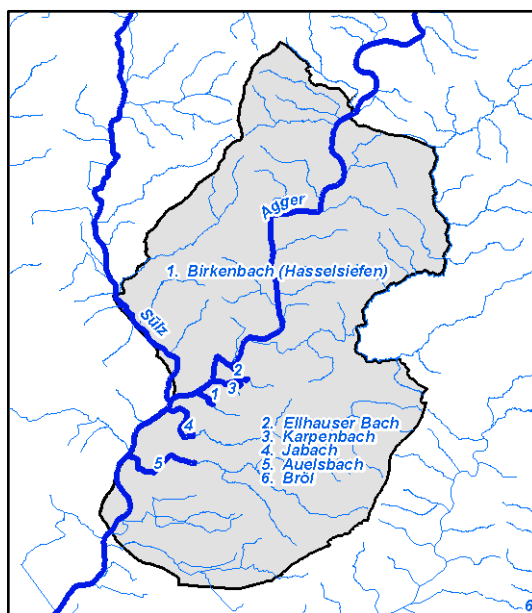 Agger
1. Birkenbach (Hasselsiefen)
Sülz
2
3
1
4
5
2. Ellhauser Bach
3. Karpenbach
4. Jabach
5. Auelsbach
6. Bröl
6